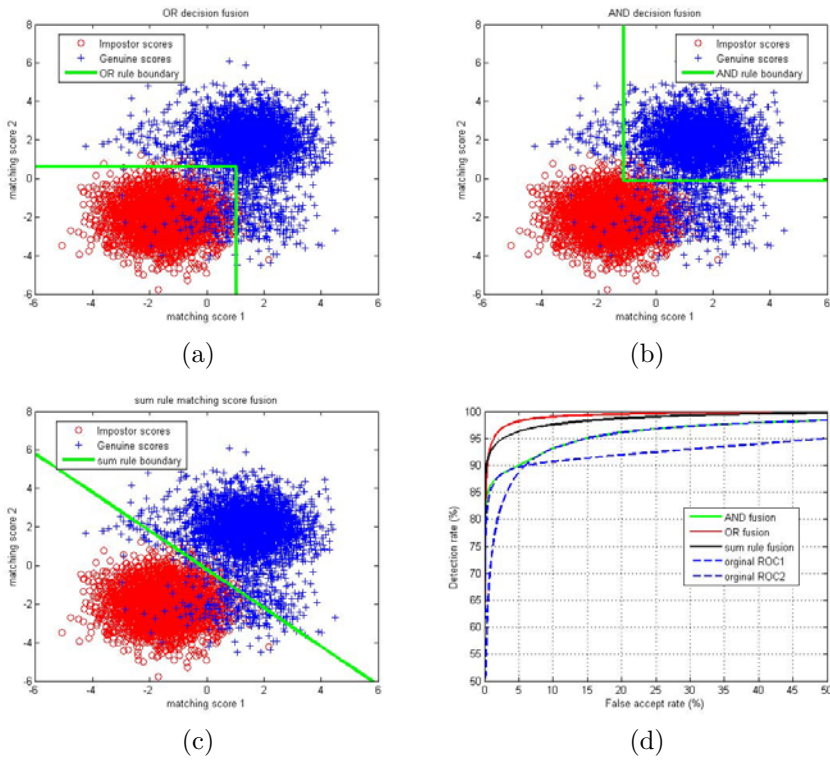 OR decision fusion
Impostor scores
Genuine scores
OR rule boundary
matching score 2
8
6
4
2
0
-2
-4
-6
-6 -4 -2 0 2 4 6
matching score 1
(a)
AND decision fusion
Impostor scores
Genuine scores
AND rule boundary
matching score 2
8
6
4
2
0
-2
-4
-6
-6 -4 -2 0 2 4 6
matching score 1
(b)
sum rule matching score fusion
Impostor scores
Genuine scores
sum rule boundary
matching score 2
8
6
4
2
0
-2
-4
-6
-6 -4 -2 0 2 4 6
matching score 1
(c)
AND fusion
OR fusion
sum rule fusion
orginal ROC1
orginal ROC2
Detection rate (%)
100
95
90
85
80
75
70
65
60
55
50
0 5 10 15 20 25 30 35 40 45 50
False accept rate (%)
(d)